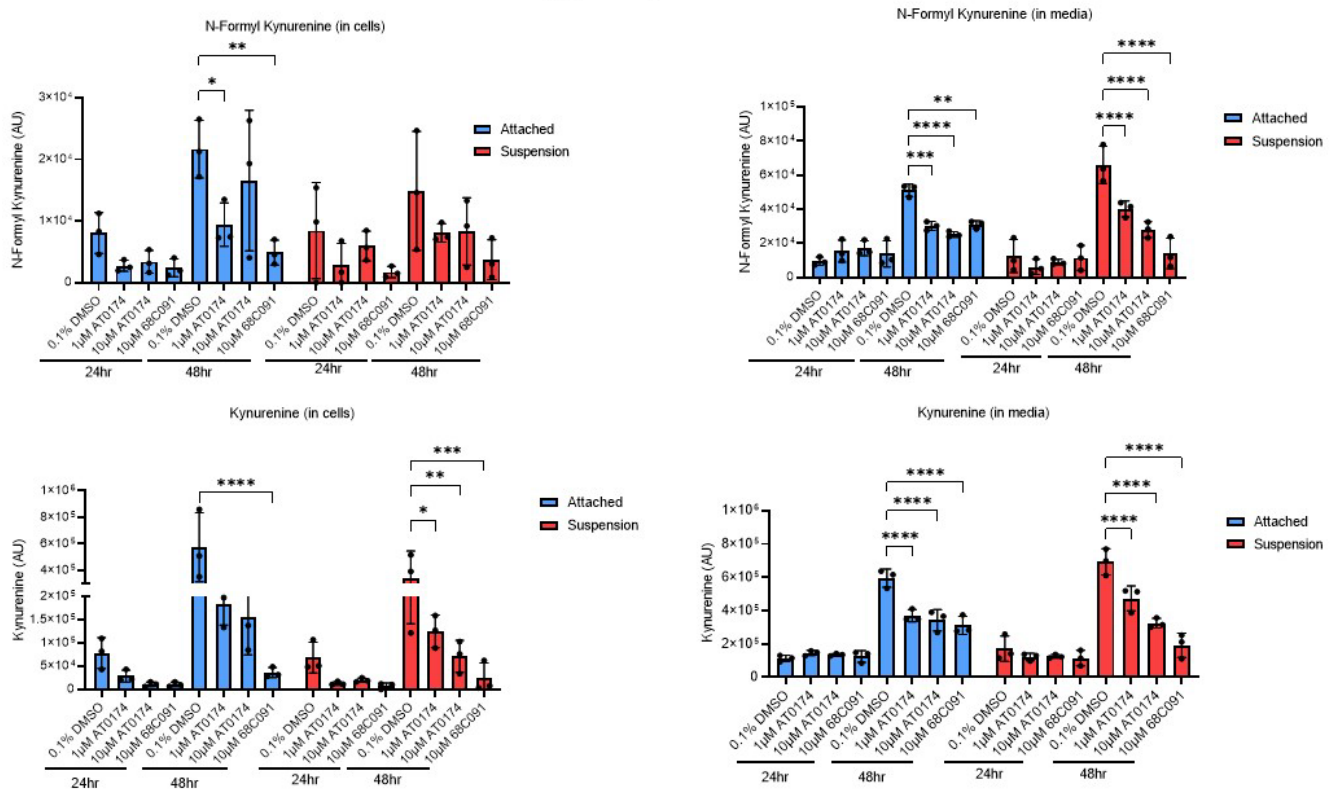 N-Formyl Kynurenine (in cells)
**
*
N-Formyl Kynurenine (AU)
3×10⁴
2×10⁴
1×10⁴
0
Attached
Suspension
0.1% DMSO
1µM AT0174
10µM AT0174
10µM 68C091
0.1% DMSO
1µM AT0174
10µM AT0174
10µM 68C091
0.1% DMSO
1µM AT0174
10µM AT0174
10µM 68C091
0.1% DMSO
1µM AT0174
10µM AT0174
10µM 68C091
24hr
48hr
24hr
48hr
N-Formyl Kynurenine (in media)
****
****
****
**
****
***
N-Formyl Kynurenine (AU)
1×10⁵
8×10⁴
6×10⁴
4×10⁴
2×10⁴
0
Attached
Suspension
0.1% DMSO
1µM AT0174
10µM AT0174
10µM 68C091
0.1% DMSO
1µM AT0174
10µM AT0174
10µM 68C091
0.1% DMSO
1µM AT0174
10µM AT0174
10µM 68C091
0.1% DMSO
1µM AT0174
10µM AT0174
10µM 68C091
24hr
48hr
24hr
48hr
Kynurenine (in cells)
***
**
*
****
Kynurenine (AU)
1×10⁶
8×10⁵
6×10⁵
4×10⁵
2×10⁵
1.5×10⁵
1×10⁵
5×10⁴
0
Attached
Suspension
0.1% DMSO
1µM AT0174
10µM AT0174
10µM 68C091
0.1% DMSO
1µM AT0174
10µM AT0174
10µM 68C091
0.1% DMSO
1µM AT0174
10µM AT0174
10µM 68C091
0.1% DMSO
1µM AT0174
10µM AT0174
10µM 68C091
24hr
48hr
24hr
48hr
Kynurenine (in media)
****
****
****
****
****
****
Kynurenine (AU)
1×10⁶
8×10⁵
6×10⁵
4×10⁵
2×10⁵
0
Attached
Suspension
0.1% DMSO
1µM AT0174
10µM AT0174
10µM 68C091
0.1% DMSO
1µM AT0174
10µM AT0174
10µM 68C091
0.1% DMSO
1µM AT0174
10µM AT0174
10µM 68C091
0.1% DMSO
1µM AT0174
10µM AT0174
10µM 68C091
24hr
48hr
24hr
48hr